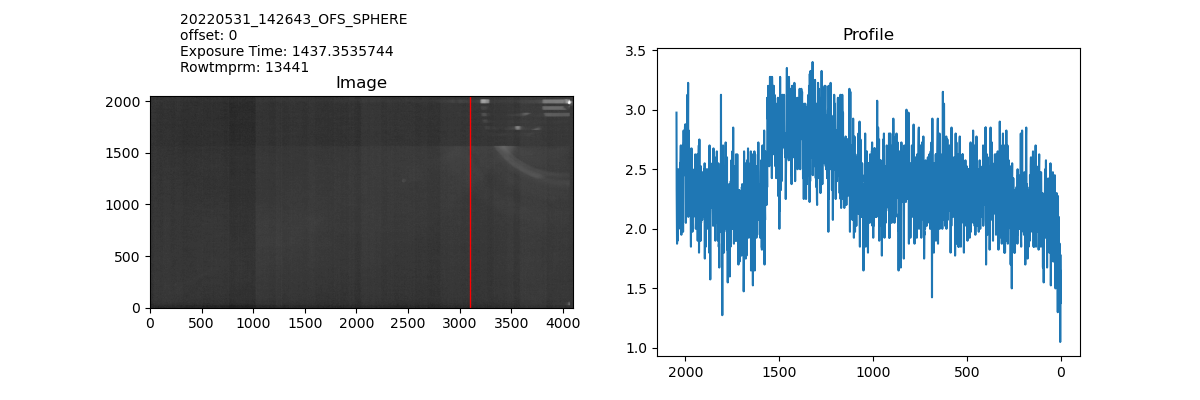 20220531_142643_OFS_SPHERE
offset: 0
Exposure Time: 1437.3535744
Rowtmprm: 13441
Image
2000
1500
1000
500
0
0 500 1000 1500 2000 2500 3000 3500 4000
Profile
3.5
3.0
2.5
2.0
1.5
1.0
2000 1500 1000 500 0